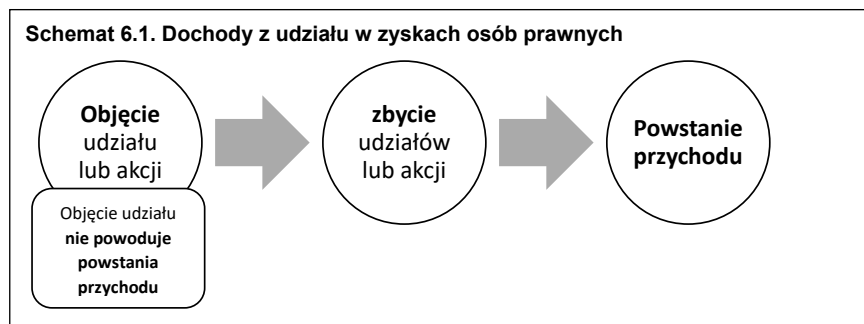 Schemat 6.1. Dochody z udziału w zyskach osób prawnych
Objęcie
udziału
lub akcji
Objęcie udziału
nie powoduje
powstania
przychodu
zbycie
udziałów
lub akcji
Powstanie
przychodu